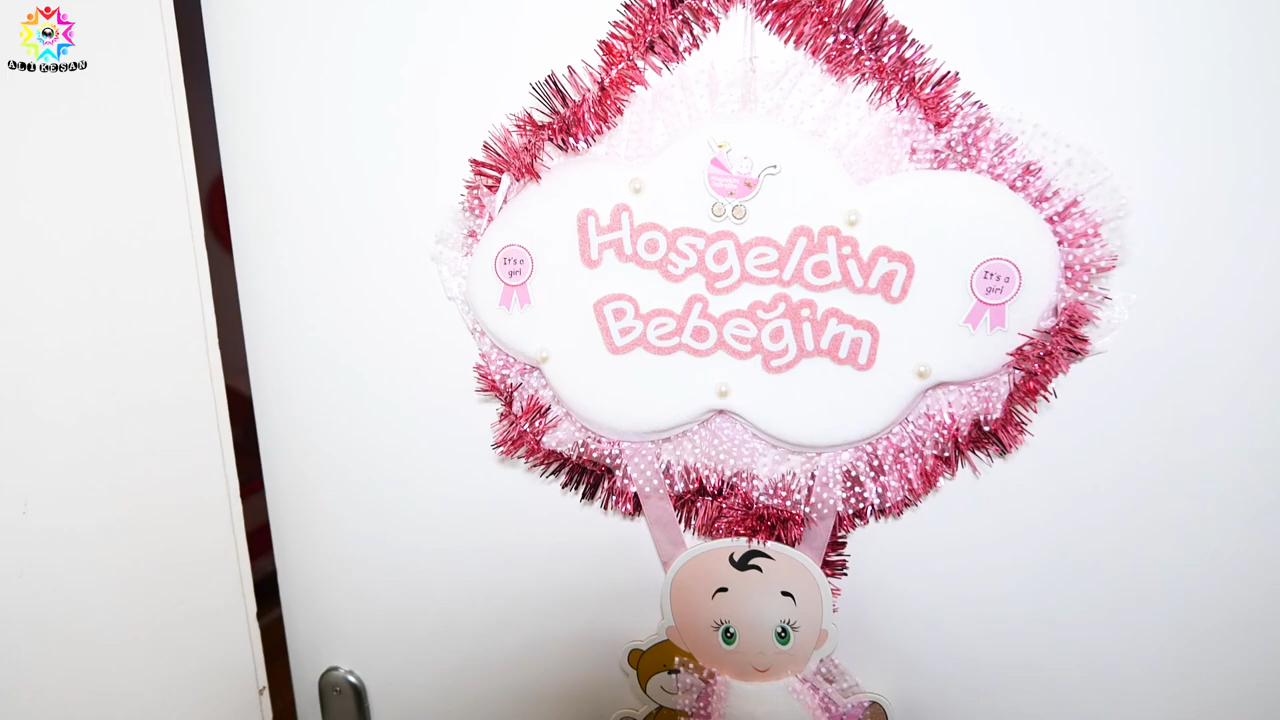 ALI KESAN
Hoşgeldin
Bebeğim
It's a
girl
It's a
girl